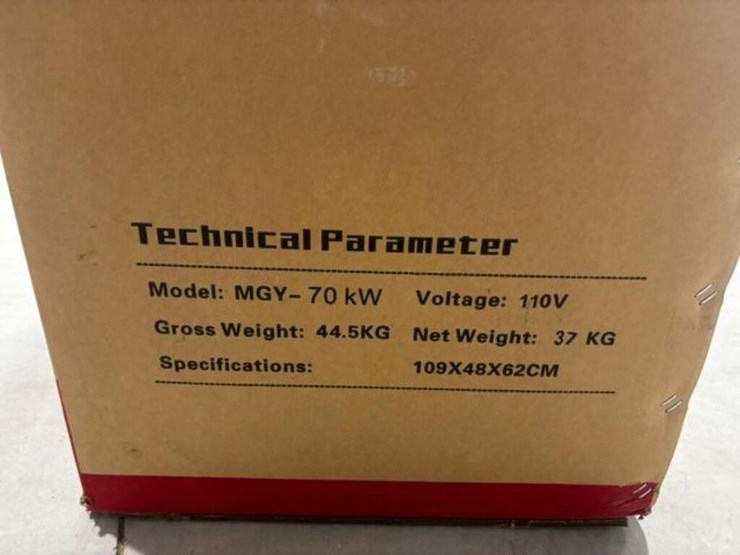 Technical Parameter
Model: MGY-70 kW Voltage: 110V
Gross Weight: 44.5KG Net Weight: 37 KG
Specifications: 109X48X62CM